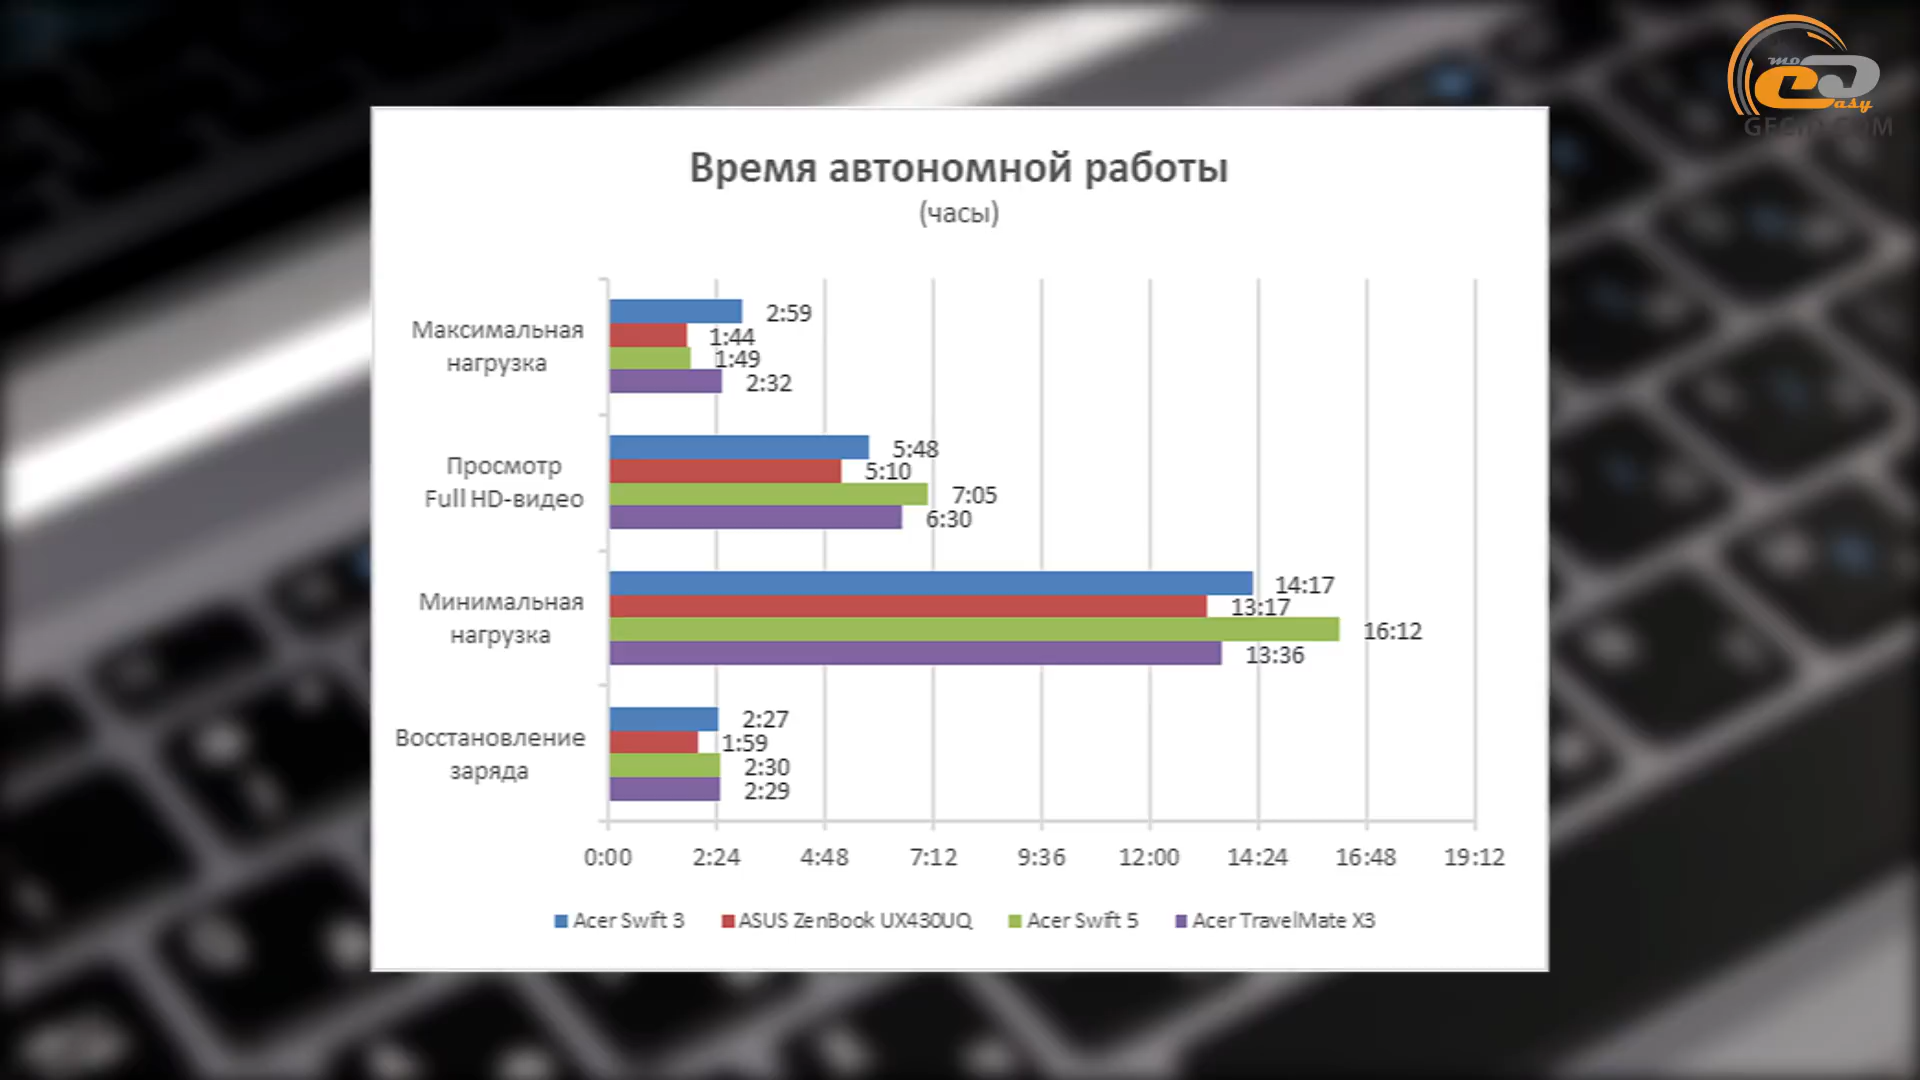 mo
easy
GECID.COM
Время автономной работы
(часы)
Максимальная
нагрузка
2:59
1:44
1:49
2:32
Просмотр
Full HD-видео
5:48
5:10
7:05
6:30
Минимальная
нагрузка
14:17
13:17
16:12
13:36
Восстановление
заряда
2:27
1:59
2:30
2:29
0:00 2:24 4:48 7:12 9:36 12:00 14:24 16:48 19:12
Acer Swift 3 ASUS ZenBook UX430UQ Acer Swift 5 Acer TravelMate X3